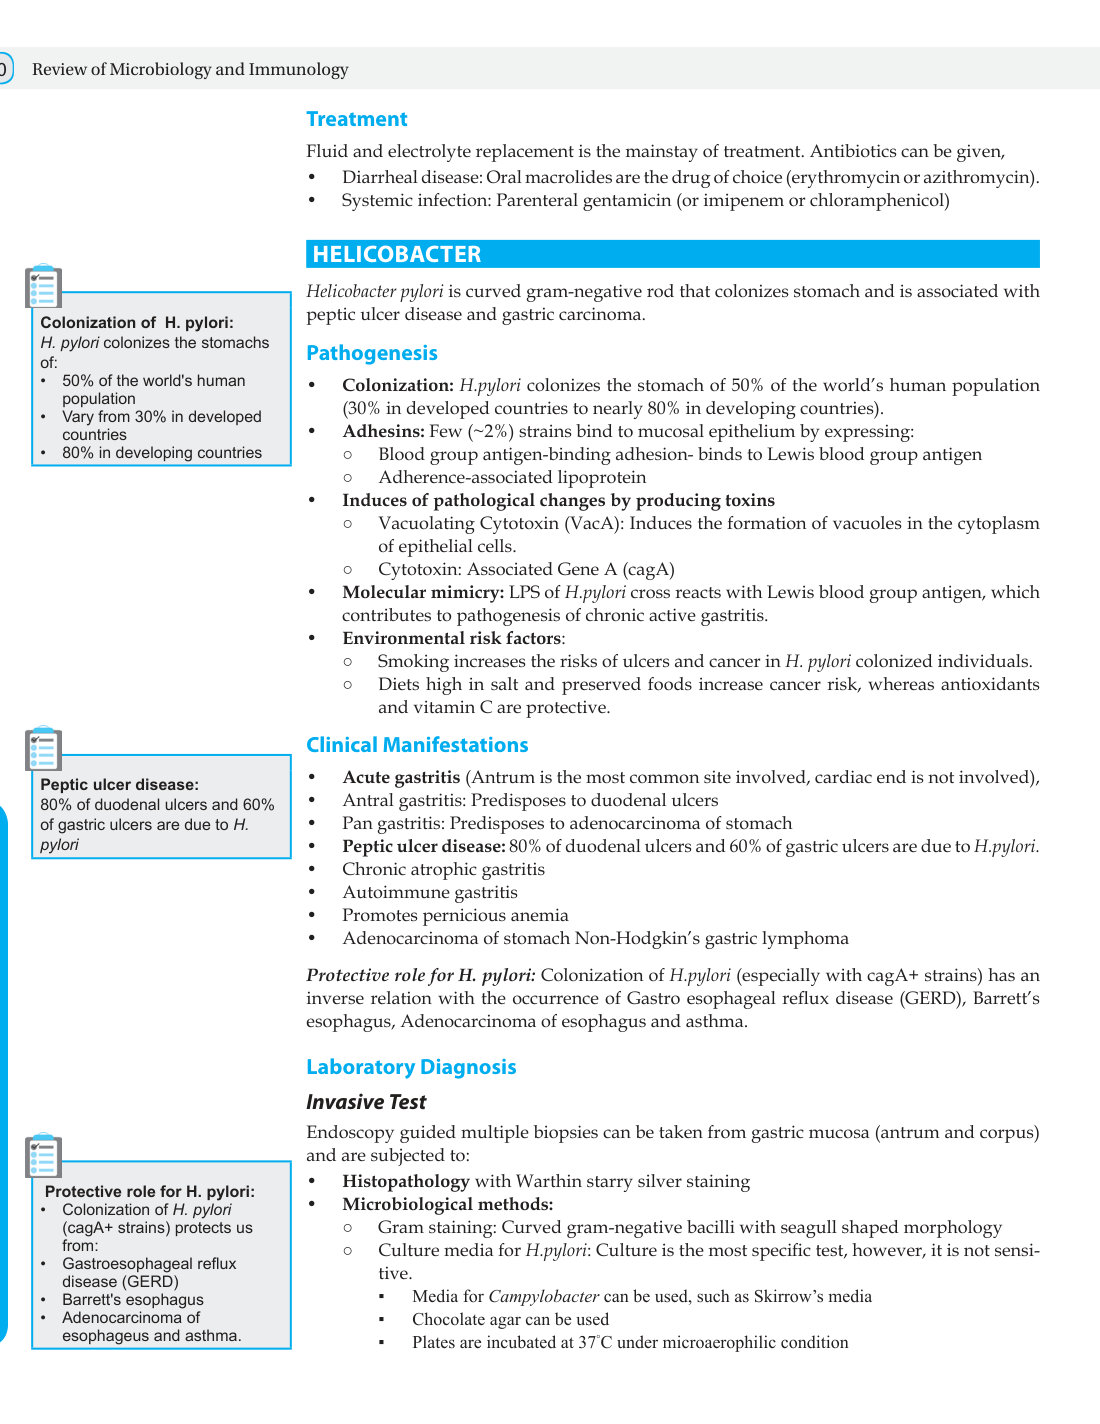 0 Review of Microbiology and Immunology
Treatment
Fluid and electrolyte replacement is the mainstay of treatment. Antibiotics can be given,
• Diarrheal disease: Oral macrolides are the drug of choice (erythromycin or azithromycin).
• Systemic infection: Parenteral gentamicin (or imipenem or chloramphenicol)
HELICOBACTER
Helicobacter pylori is curved gram-negative rod that colonizes stomach and is associated with
peptic ulcer disease and gastric carcinoma.
Colonization of H. pylori:
H. pylori colonizes the stomachs
of:
• 50% of the world's human
population
• Vary from 30% in developed
countries
• 80% in developing countries
Pathogenesis
• Colonization: H.pylori colonizes the stomach of 50% of the world’s human population
(30% in developed countries to nearly 80% in developing countries).
• Adhesins: Few (~2%) strains bind to mucosal epithelium by expressing:
○ Blood group antigen-binding adhesion- binds to Lewis blood group antigen
○ Adherence-associated lipoprotein
• Induces of pathological changes by producing toxins
○ Vacuolating Cytotoxin (VacA): Induces the formation of vacuoles in the cytoplasm
of epithelial cells.
○ Cytotoxin: Associated Gene A (cagA)
• Molecular mimicry: LPS of H.pylori cross reacts with Lewis blood group antigen, which
contributes to pathogenesis of chronic active gastritis.
• Environmental risk factors:
○ Smoking increases the risks of ulcers and cancer in H. pylori colonized individuals.
○ Diets high in salt and preserved foods increase cancer risk, whereas antioxidants
and vitamin C are protective.
Clinical Manifestations
• Acute gastritis (Antrum is the most common site involved, cardiac end is not involved),
• Antral gastritis: Predisposes to duodenal ulcers
• Pan gastritis: Predisposes to adenocarcinoma of stomach
• Peptic ulcer disease: 80% of duodenal ulcers and 60% of gastric ulcers are due to H.pylori.
• Chronic atrophic gastritis
• Autoimmune gastritis
• Promotes pernicious anemia
• Adenocarcinoma of stomach Non-Hodgkin’s gastric lymphoma
Peptic ulcer disease:
80% of duodenal ulcers and 60%
of gastric ulcers are due to H.
pylori
Protective role for H. pylori: Colonization of H.pylori (especially with cagA+ strains) has an
inverse relation with the occurrence of Gastro esophageal reflux disease (GERD), Barrett’s
esophagus, Adenocarcinoma of esophagus and asthma.
Laboratory Diagnosis
Invasive Test
Endoscopy guided multiple biopsies can be taken from gastric mucosa (antrum and corpus)
and are subjected to:
• Histopathology with Warthin starry silver staining
• Microbiological methods:
○ Gram staining: Curved gram-negative bacilli with seagull shaped morphology
○ Culture media for H.pylori: Culture is the most specific test, however, it is not sensi-
tive.
▪ Media for Campylobacter can be used, such as Skirrow’s media
▪ Chocolate agar can be used
▪ Plates are incubated at 37°C under microaerophilic condition
Protective role for H. pylori:
• Colonization of H. pylori
(cagA+ strains) protects us
from:
• Gastroesophageal reflux
disease (GERD)
• Barrett's esophagus
• Adenocarcinoma of
esophageus and asthma.